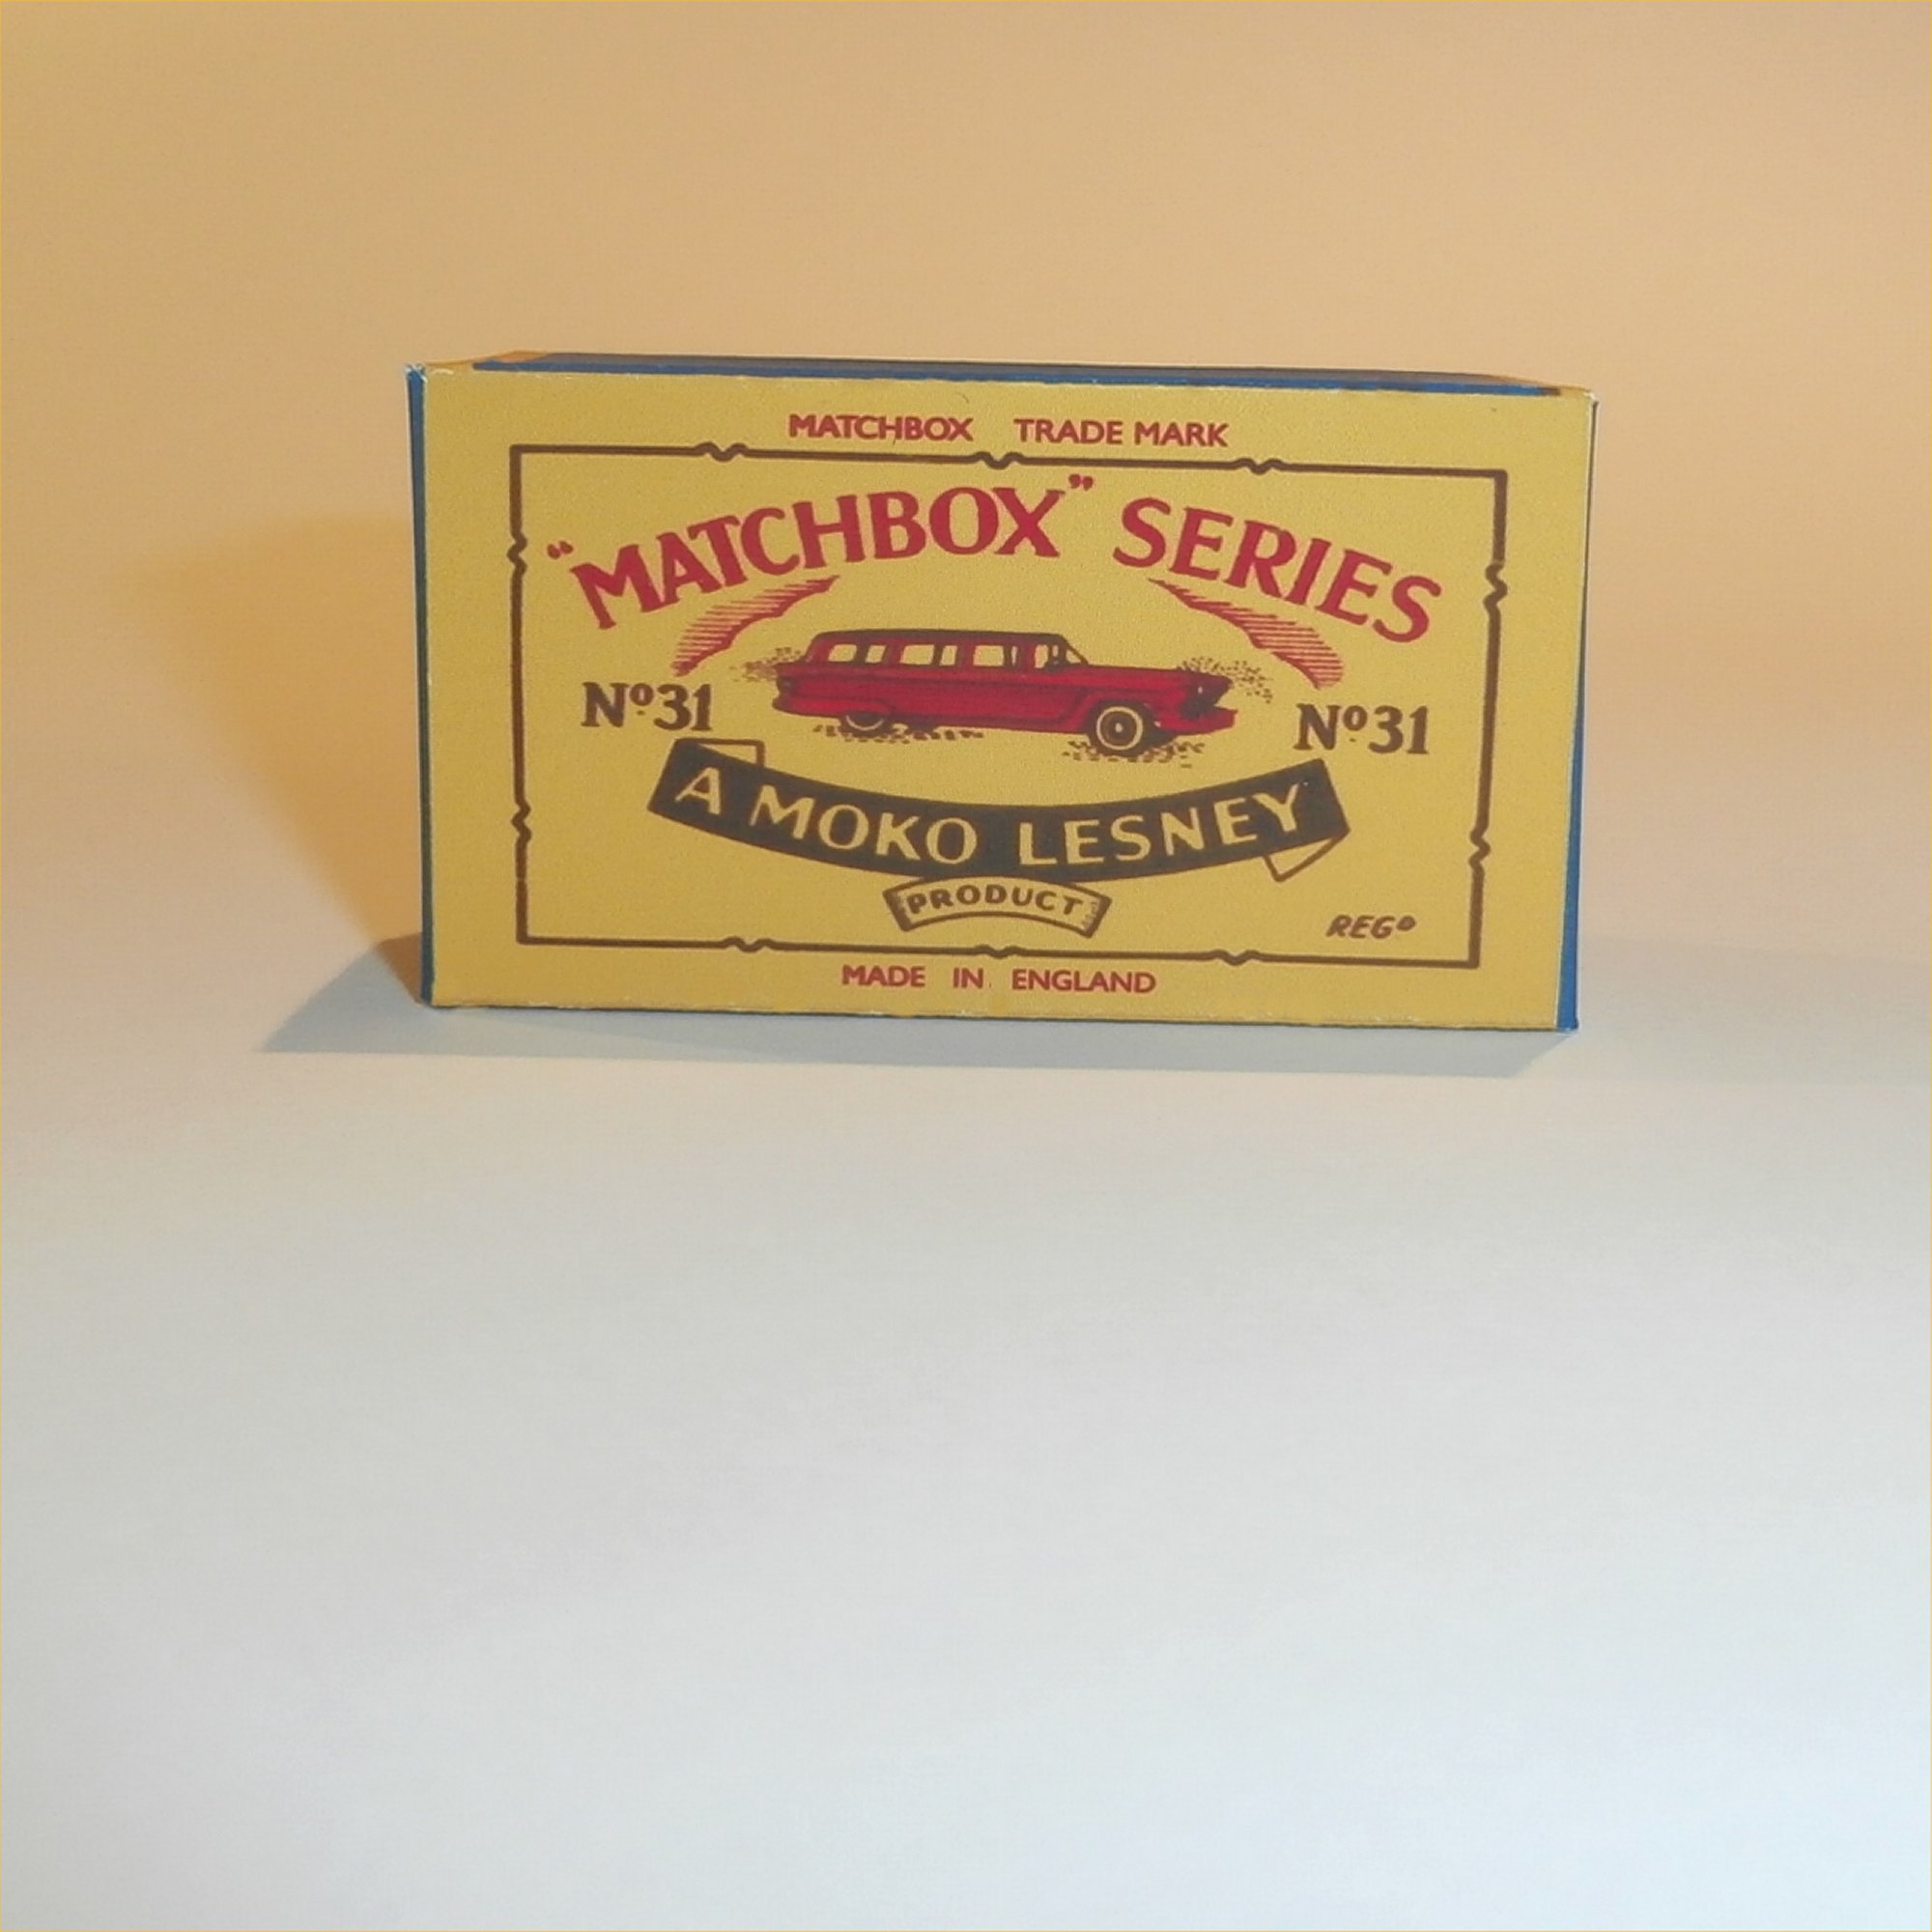 MATCHBOX TRADE MARK
"MATCHBOX" SERIES
Nº31 Nº31
A MOKO LESNEY
PRODUCT
REGD
MADE IN ENGLAND